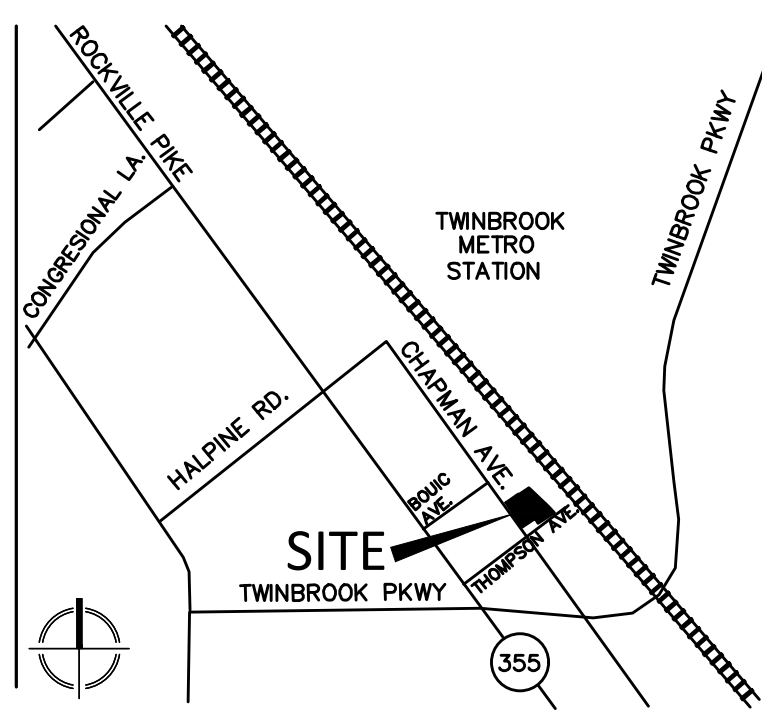 ROCKVILLE PIKE
CONGRESIONAL LA.
TWINBROOK PKWY
TWINBROOK
METRO
STATION
CHAPMAN AVE.
HALPINE RD.
BOUIC
AVE.
SITE
THOMPSON AVE.
TWINBROOK PKWY
355